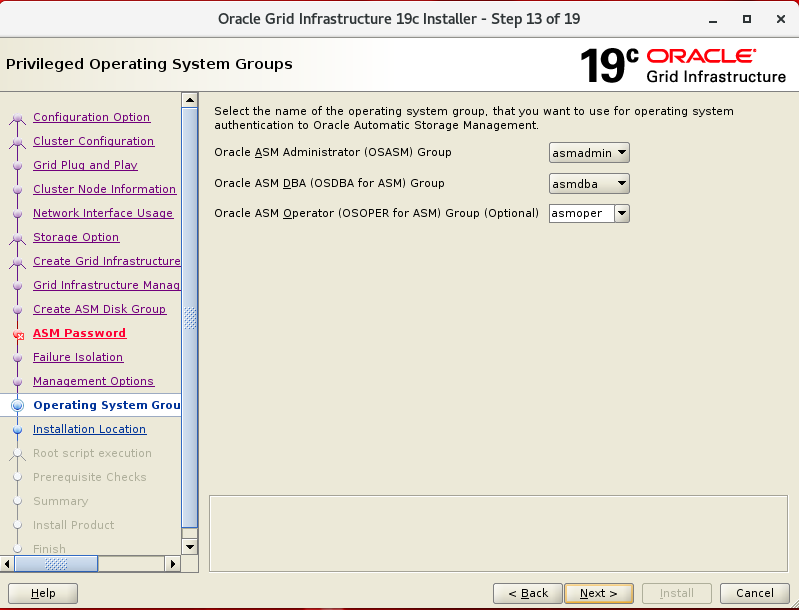 Oracle Grid Infrastructure 19c Installer - Step 13 of 19
Privileged Operating System Groups
19c ORACLE
Grid Infrastructure
Configuration Option
Cluster Configuration
Grid Plug and Play
Cluster Node Information
Network Interface Usage
Storage Option
Create Grid Infrastructure
Grid Infrastructure Manag
Create ASM Disk Group
ASM Password
Failure Isolation
Management Options
Operating System Grou
Installation Location
Root script execution
Prerequisite Checks
Summary
Install Product
Finish
Select the name of the operating system group, that you want to use for operating system
authentication to Oracle Automatic Storage Management.
Oracle ASM Administrator (OSASM) Group asmadmin
Oracle ASM DBA (OSDBA for ASM) Group asmdba
Oracle ASM Operator (OSOPER for ASM) Group (Optional) asmoper
Help < Back Next > Install Cancel